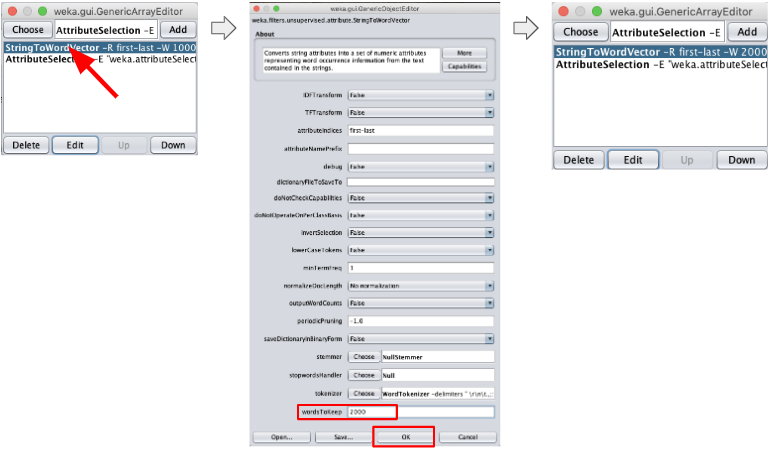 weka.gui.GenericArrayEditor
Choose AttributeSelection -E Add
StringToWordVector -R first-last -W 1000
AttributeSelection -E "weka.attributeSelect
Delete Edit Up Down
weka.gui.GenericObjectEditor
weka.filters.unsupervised.attribute.StringToWordVector
About
Converts string attributes into a set of numeric attributes
representing word occurrence information from the text
contained in the strings.
More
Capabilities
IDFTransform False
TFTransform False
attributeIndices first-last
attributeNamePrefix
debug False
dictionaryFileToSaveTo
doNotCheckCapabilities False
doNotOperateOnPerClassBasis False
invertSelection False
lowerCaseTokens False
minTermFreq 1
normalizeDocLength No normalization
outputWordCounts False
periodicPruning -1.0
saveDictionaryInBinaryForm False
stemmer Choose NullStemmer
stopwordsHandler Choose Null
tokenizer Choose WordTokenizer -delimiters " \r\n\t.,;:
wordsToKeep 2000
Open... Save... OK Cancel
weka.gui.GenericArrayEditor
Choose AttributeSelection -E Add
StringToWordVector -R first-last -W 2000
AttributeSelection -E "weka.attributeSelect
Delete Edit Up Down